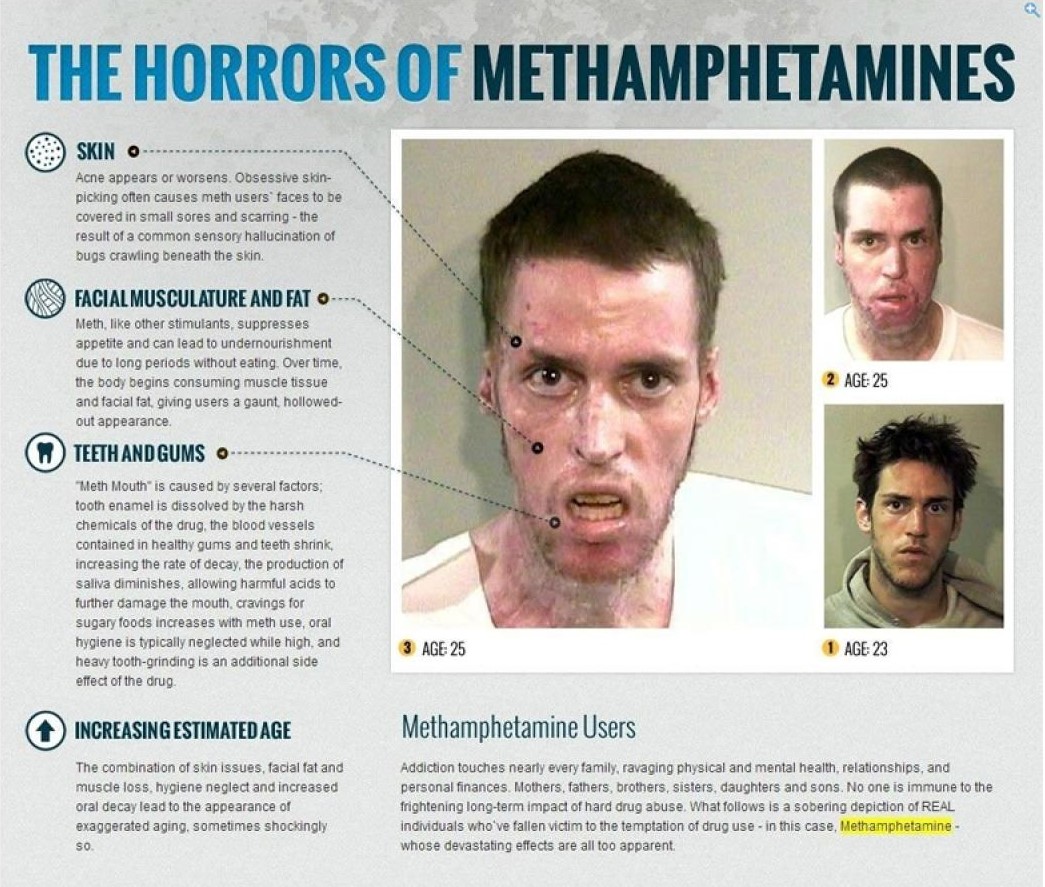 THE HORRORS OF METHAMPHETAMINES
SKIN
Acne appears or worsens. Obsessive skin-
picking often causes meth users` faces to be
covered in small sores and scarring - the
result of a common sensory hallucination of
bugs crawling beneath the skin.
FACIAL MUSCULATURE AND FAT
Meth, like other stimulants, suppresses
appetite and can lead to undernourishment
due to long periods without eating. Over time,
the body begins consuming muscle tissue
and facial fat, giving users a gaunt, hollowed-
out appearance.
TEETH AND GUMS
"Meth Mouth" is caused by several factors;
tooth enamel is dissolved by the harsh
chemicals of the drug, the blood vessels
contained in healthy gums and teeth shrink,
increasing the rate of decay, the production of
saliva diminishes, allowing harmful acids to
further damage the mouth, cravings for
sugary foods increases with meth use, oral
hygiene is typically neglected while high, and
heavy tooth-grinding is an additional side
effect of the drug.
INCREASING ESTIMATED AGE
The combination of skin issues, facial fat and
muscle loss, hygiene neglect and increased
oral decay lead to the appearance of
exaggerated aging, sometimes shockingly
so.
2 AGE: 25
3 AGE: 25
1 AGE: 23
Methamphetamine Users
Addiction touches nearly every family, ravaging physical and mental health, relationships, and
personal finances. Mothers, fathers, brothers, sisters, daughters and sons. No one is immune to the
frightening long-term impact of hard drug abuse. What follows is a sobering depiction of REAL
individuals who`ve fallen victim to the temptation of drug use - in this case, Methamphetamine -
whose devastating effects are all too apparent.